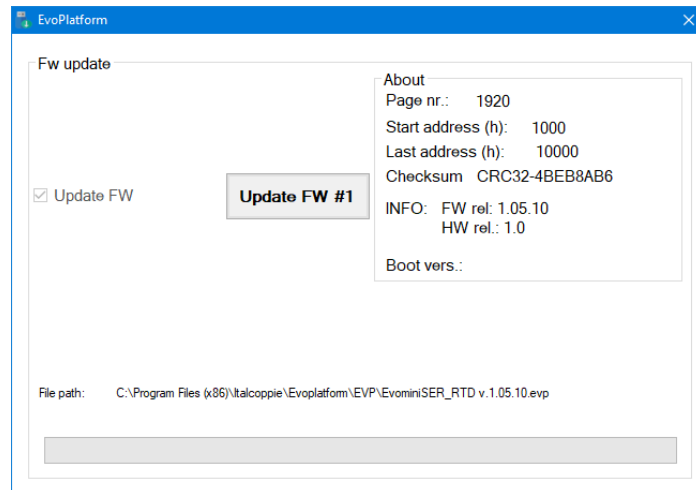 EvoPlatform
Fw update
About
Page nr.: 1920
Start address (h): 1000
Last address (h): 10000
Checksum CRC32-4BEB8AB6
Update FW
Update FW #1
INFO: FW rel: 1.05.10
HW rel.: 1.0
Boot vers.:
File path: C:\Program Files (x86)\Italcoppie\Evoplatform\EVP\EvominiSER_RTD v.1.05.10.evp